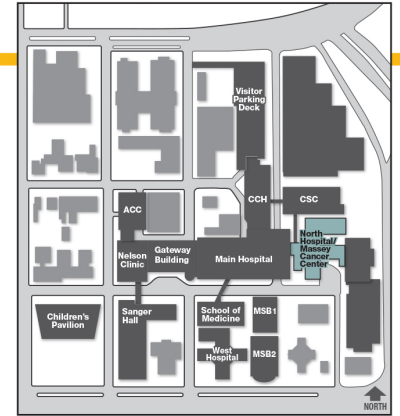 Visitor
Parking
Deck
ACC
CCH
CSC
North
Hospital/
Massey
Cancer
Center
Nelson
Clinic
Gateway
Building
Main Hospital
Children's
Pavilion
Sanger
Hall
School of
Medicine
MSB1
West
Hospital
MSB2
NORTH